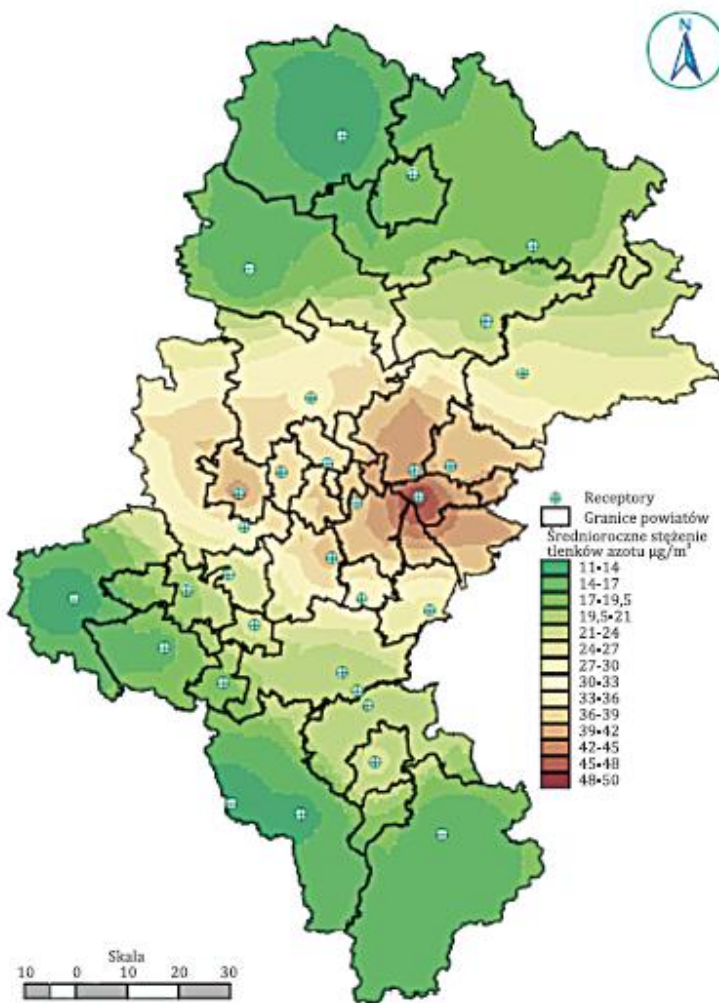 N
Receptory
Granice powiatów
Średnioroczne stężenie
tlenków azotu µg/m³
11•14
14-17
17•19,5
19,5•21
21-24
24•27
27-30
30•33
33•36
36-39
39•42
42-45
45•48
48•50
Skala
10 0 10 20 30